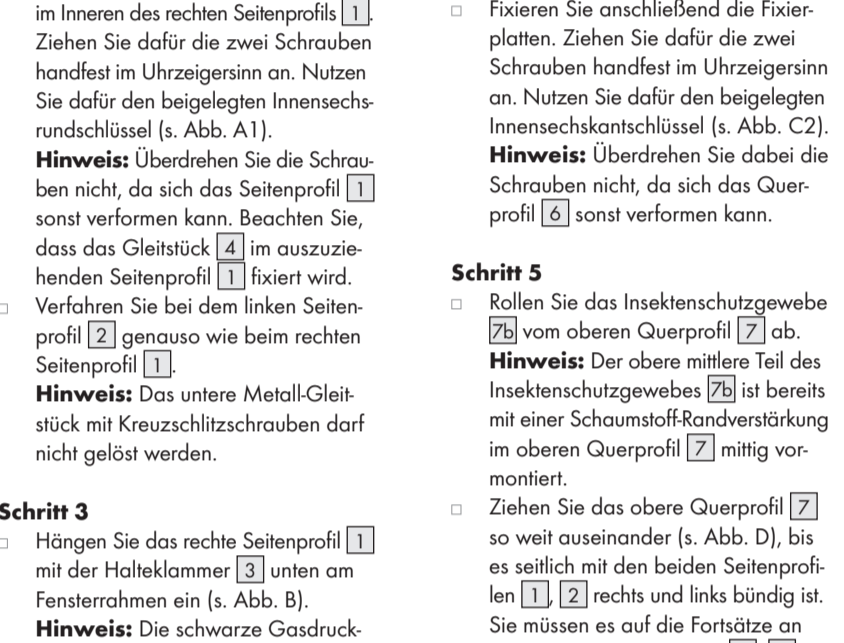 im Inneren des rechten Seitenprofils 1.
Ziehen Sie dafür die zwei Schrauben
handfest im Uhrzeigersinn an. Nutzen
Sie dafür den beigelegten Innensechs-
rundschlüssel (s. Abb. A1).
Hinweis: Überdrehen Sie die Schrau-
ben nicht, da sich das Seitenprofil 1
sonst verformen kann. Beachten Sie,
dass das Gleitstück 4 im auszuzie-
henden Seitenprofil 1 fixiert wird.
Verfahren Sie bei dem linken Seiten-
profil 2 genauso wie beim rechten
Seitenprofil 1.
Hinweis: Das untere Metall-Gleit-
stück mit Kreuzschlitzschrauben darf
nicht gelöst werden.
Schritt 3
Hängen Sie das rechte Seitenprofil 1
mit der Halteklammer 3 unten am
Fensterrahmen ein (s. Abb. B).
Hinweis: Die schwarze Gasdruck-
Fixieren Sie anschließend die Fixier-
platten. Ziehen Sie dafür die zwei
Schrauben handfest im Uhrzeigersinn
an. Nutzen Sie dafür den beigelegten
Innensechskantschlüssel (s. Abb. C2).
Hinweis: Überdrehen Sie dabei die
Schrauben nicht, da sich das Quer-
profil 6 sonst verformen kann.
Schritt 5
Rollen Sie das Insektenschutzgewebe
7b vom oberen Querprofil 7 ab.
Hinweis: Der obere mittlere Teil des
Insektenschutzgewebes 7b ist bereits
mit einer Schaumstoff-Randverstärkung
im oberen Querprofil 7 mittig vor-
montiert.
Ziehen Sie das obere Querprofil 7
so weit auseinander (s. Abb. D), bis
es seitlich mit den beiden Seitenprofi-
len 1, 2 rechts und links bündig ist.
Sie müssen es auf die Fortsätze an